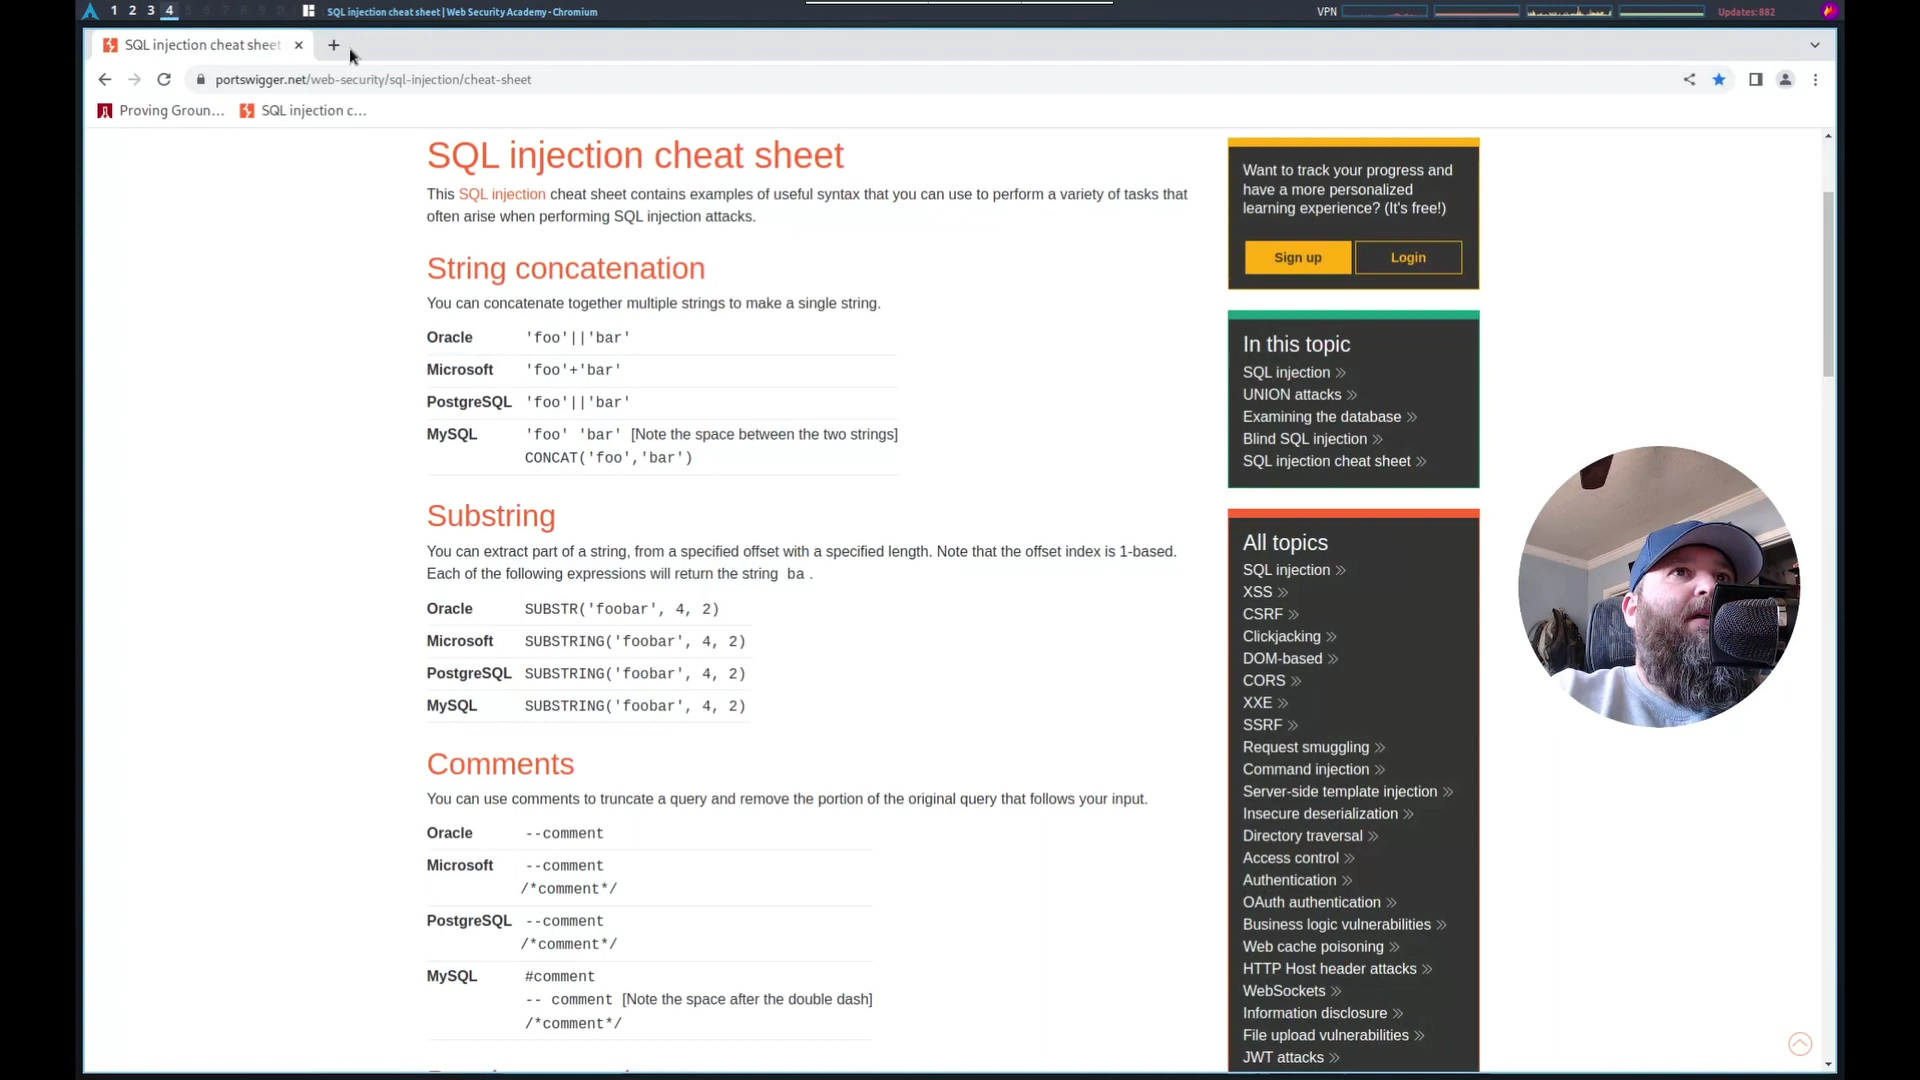 1 2 3 4
SQL injection cheat sheet | Web Security Academy - Chromium
VPN
Updates: 882
SQL injection cheat sheet
portswigger.net/web-security/sql-injection/cheat-sheet
Proving Groun...
SQL injection c...
SQL injection cheat sheet
This SQL injection cheat sheet contains examples of useful syntax that you can use to perform a variety of tasks that
often arise when performing SQL injection attacks.
String concatenation
You can concatenate together multiple strings to make a single string.
Oracle 'foo'||'bar'
Microsoft 'foo'+'bar'
PostgreSQL 'foo'||'bar'
MySQL 'foo' 'bar' [Note the space between the two strings]
CONCAT('foo','bar')
Substring
You can extract part of a string, from a specified offset with a specified length. Note that the offset index is 1-based.
Each of the following expressions will return the string ba .
Oracle SUBSTR('foobar', 4, 2)
Microsoft SUBSTRING('foobar', 4, 2)
PostgreSQL SUBSTRING('foobar', 4, 2)
MySQL SUBSTRING('foobar', 4, 2)
Comments
You can use comments to truncate a query and remove the portion of the original query that follows your input.
Oracle --comment
Microsoft --comment
/*comment*/
PostgreSQL --comment
/*comment*/
MySQL #comment
-- comment [Note the space after the double dash]
/*comment*/
Want to track your progress and
have a more personalized
learning experience? (It's free!)
Sign up
Login
In this topic
SQL injection
UNION attacks
Examining the database
Blind SQL injection
SQL injection cheat sheet
All topics
SQL injection
XSS
CSRF
Clickjacking
DOM-based
CORS
XXE
SSRF
Request smuggling
Command injection
Server-side template injection
Insecure deserialization
Directory traversal
Access control
Authentication
OAuth authentication
Business logic vulnerabilities
Web cache poisoning
HTTP Host header attacks
WebSockets
Information disclosure
File upload vulnerabilities
JWT attacks